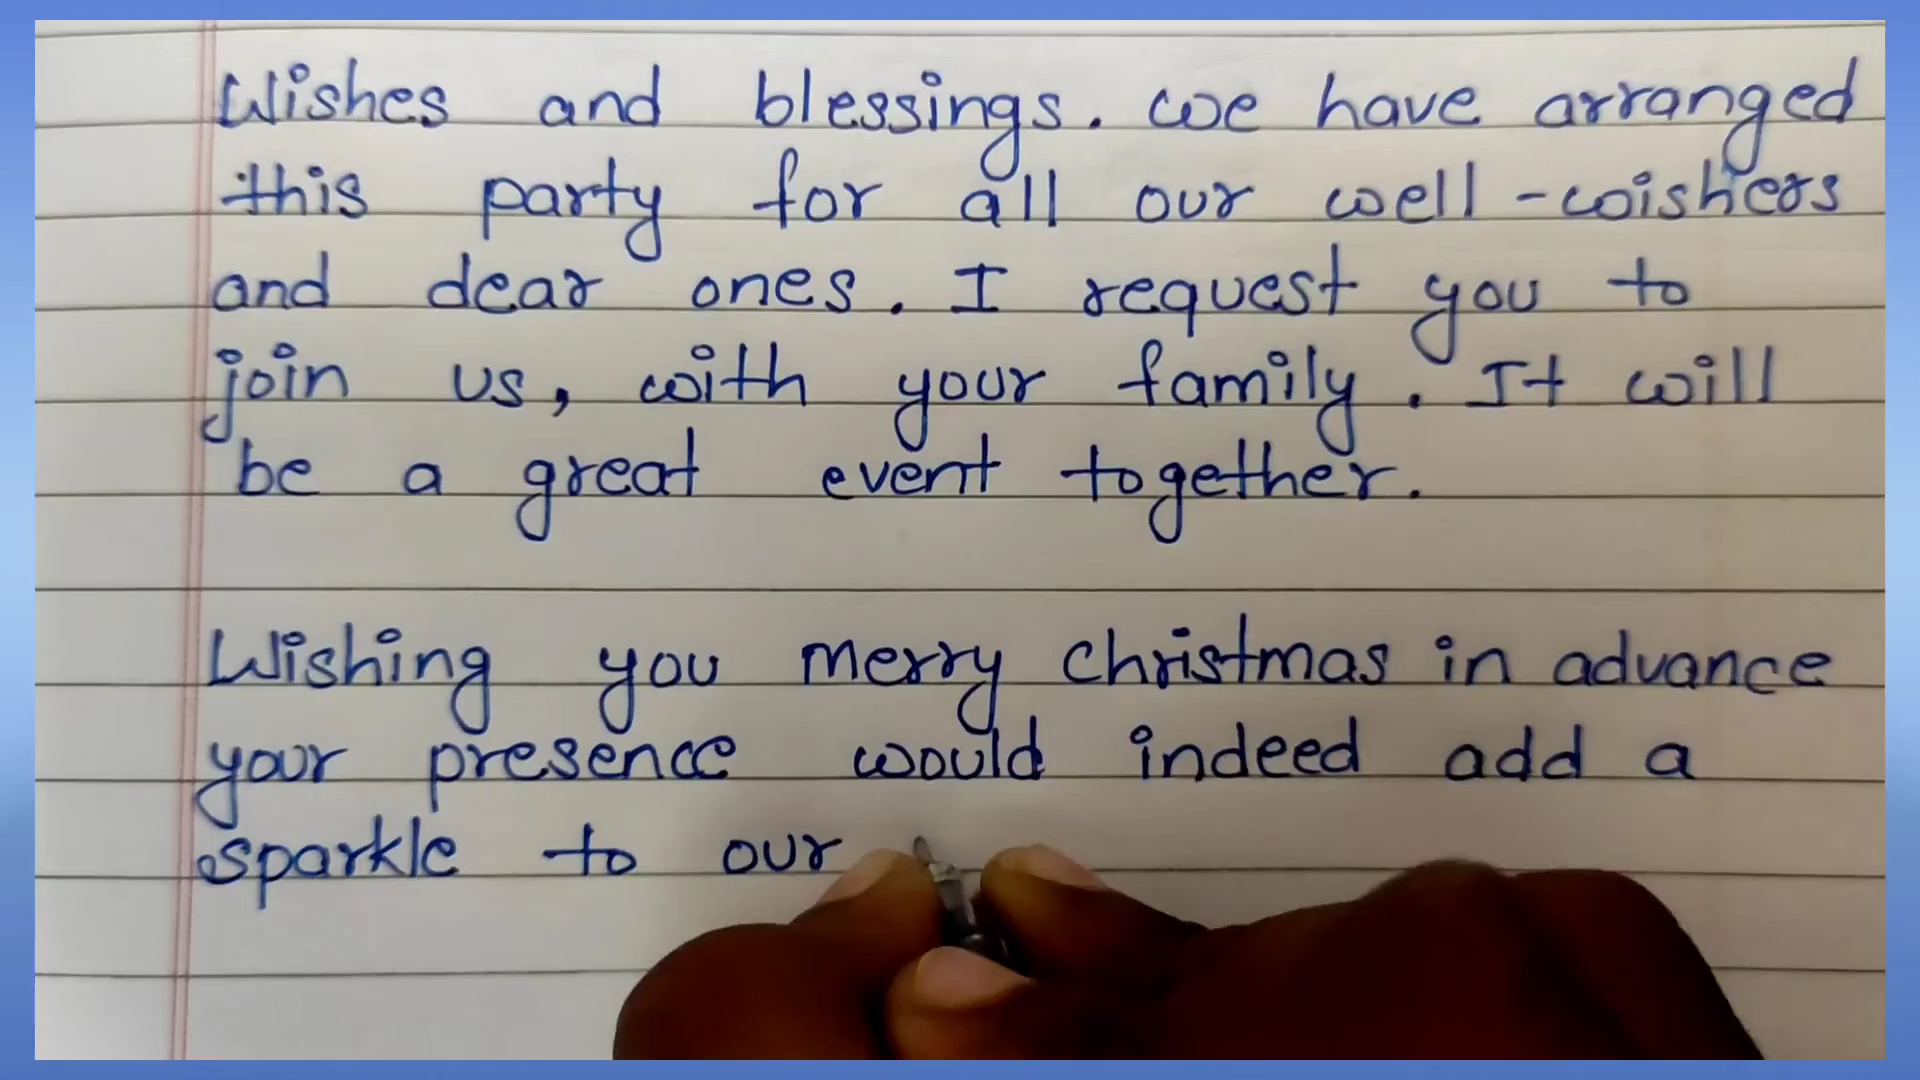 Wishes and blessings. We have arranged
this party for all our well-wishers
and dear ones. I request you to
join us, with your family. It will
be a great event together.
Wishing you merry christmas in advance
your presence would indeed add a
sparkle to our